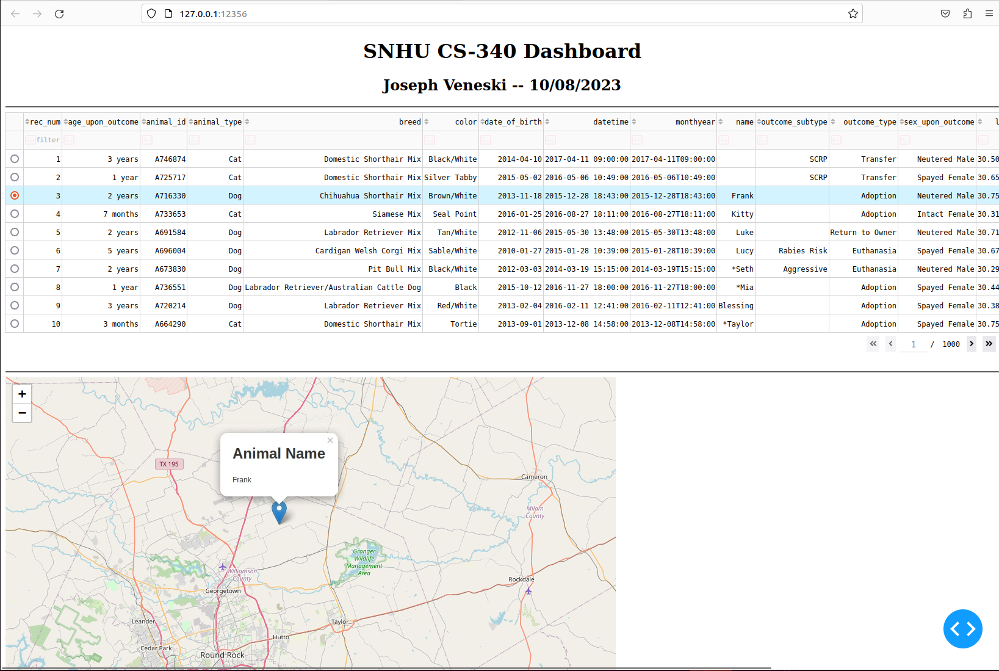 127.0.0.1:12356
SNHU CS-340 Dashboard
Joseph Veneski -- 10/08/2023
rec_num age_upon_outcome animal_id animal_type breed color date_of_birth datetime monthyear name outcome_subtype outcome_type sex_upon_outcome l
Aa filter Aa Aa Aa Aa Aa Aa Aa Aa Aa Aa Aa Aa Aa
1 3 years A746874 Cat Domestic Shorthair Mix Black/White 2014-04-10 2017-04-11 09:00:00 2017-04-11T09:00:00 SCRP Transfer Neutered Male 30.50
2 1 year A725717 Cat Domestic Shorthair Mix Silver Tabby 2015-05-02 2016-05-06 10:49:00 2016-05-06T10:49:00 SCRP Transfer Spayed Female 30.65
3 2 years A716330 Dog Chihuahua Shorthair Mix Brown/White 2013-11-18 2015-12-28 18:43:00 2015-12-28T18:43:00 Frank Adoption Neutered Male 30.75
4 7 months A733653 Cat Siamese Mix Seal Point 2016-01-25 2016-08-27 18:11:00 2016-08-27T18:11:00 Kitty Adoption Intact Female 30.31
5 2 years A691584 Dog Labrador Retriever Mix Tan/White 2012-11-06 2015-05-30 13:48:00 2015-05-30T13:48:00 Luke Return to Owner Neutered Male 30.71
6 5 years A696004 Dog Cardigan Welsh Corgi Mix Sable/White 2010-01-27 2015-01-28 10:39:00 2015-01-28T10:39:00 Lucy Rabies Risk Euthanasia Spayed Female 30.67
7 2 years A673830 Dog Pit Bull Mix Black/White 2012-03-03 2014-03-19 15:15:00 2014-03-19T15:15:00 *Seth Aggressive Euthanasia Neutered Male 30.29
8 1 year A736551 Dog Labrador Retriever/Australian Cattle Dog Black 2015-10-12 2016-11-27 18:00:00 2016-11-27T18:00:00 *Mia Adoption Spayed Female 30.44
9 3 years A720214 Dog Labrador Retriever Mix Red/White 2013-02-04 2016-02-11 12:41:00 2016-02-11T12:41:00 Blessing Adoption Spayed Female 30.38
10 3 months A664290 Cat Domestic Shorthair Mix Tortie 2013-09-01 2013-12-08 14:58:00 2013-12-08T14:58:00 *Taylor Adoption Spayed Female 30.75
« ‹ 1 / 1000 › »
+
−
×
Animal Name
Frank
TX 195
Cameron
Milam
County
Granger
Wildlife
Management
Area
Williamson
County
Rockdale
Georgetown
Leander
Taylor
Hutto
Cedar Park
Round Rock